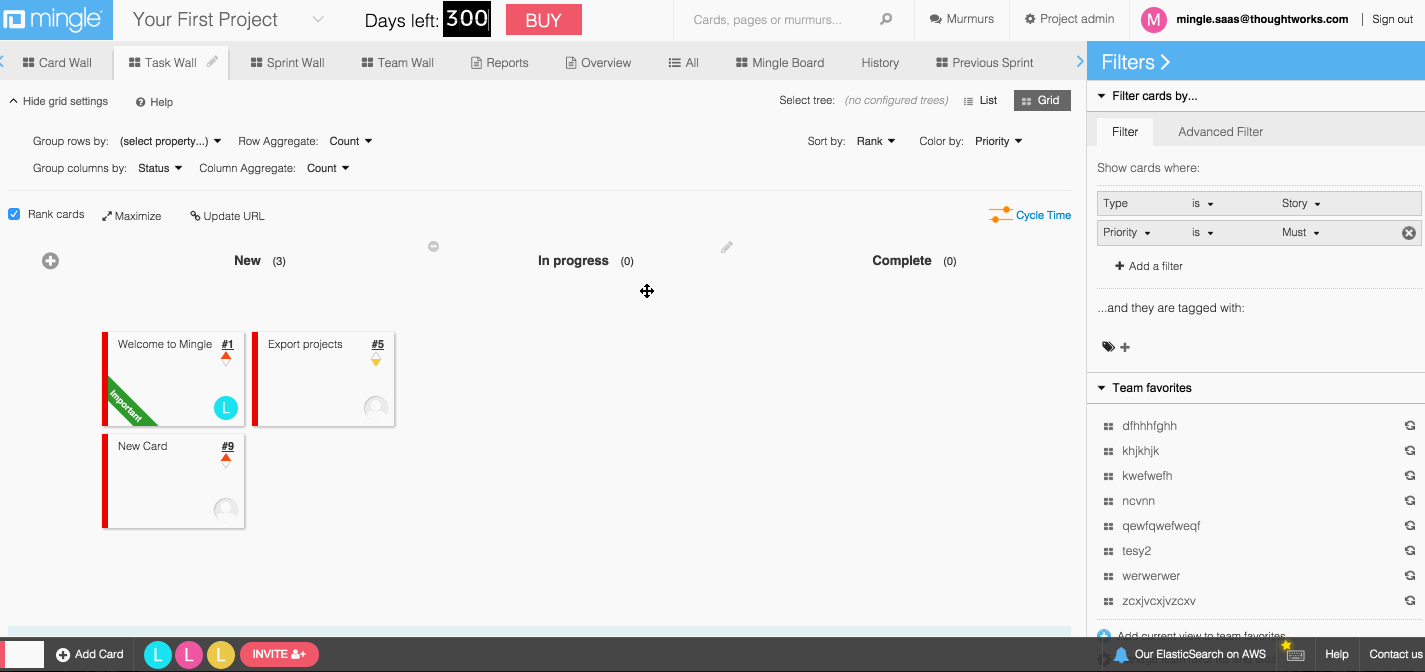 mingle
Your First Project
Days left: 300
BUY
Cards, pages or murmurs...
Murmurs
Project admin
M
mingle.saas@thoughtworks.com
Sign out
Card Wall
Task Wall
Sprint Wall
Team Wall
Reports
Overview
All
Mingle Board
History
Previous Sprint
Hide grid settings
Help
Select tree: (no configured trees)
List
Grid
Group rows by: (select property...)
Row Aggregate: Count
Sort by: Rank
Color by: Priority
Group columns by: Status
Column Aggregate: Count
Rank cards
Maximize
Update URL
Cycle Time
New (3)
In progress (0)
Complete (0)
Welcome to Mingle #1
Important
L
Export projects #5
New Card #9
Filters
Filter cards by...
Filter
Advanced Filter
Show cards where:
Type is Story
Priority is Must
Add a filter
...and they are tagged with:
Team favorites
dfhhhfghh
khjkhjk
kwefwefh
ncvnn
qewfqwefweqf
tesy2
werwerwer
zcxjvcxjvzcxv
Add current view to team favorites
Add Card
L
L
L
INVITE
Our ElasticSearch on AWS
Help
Contact us